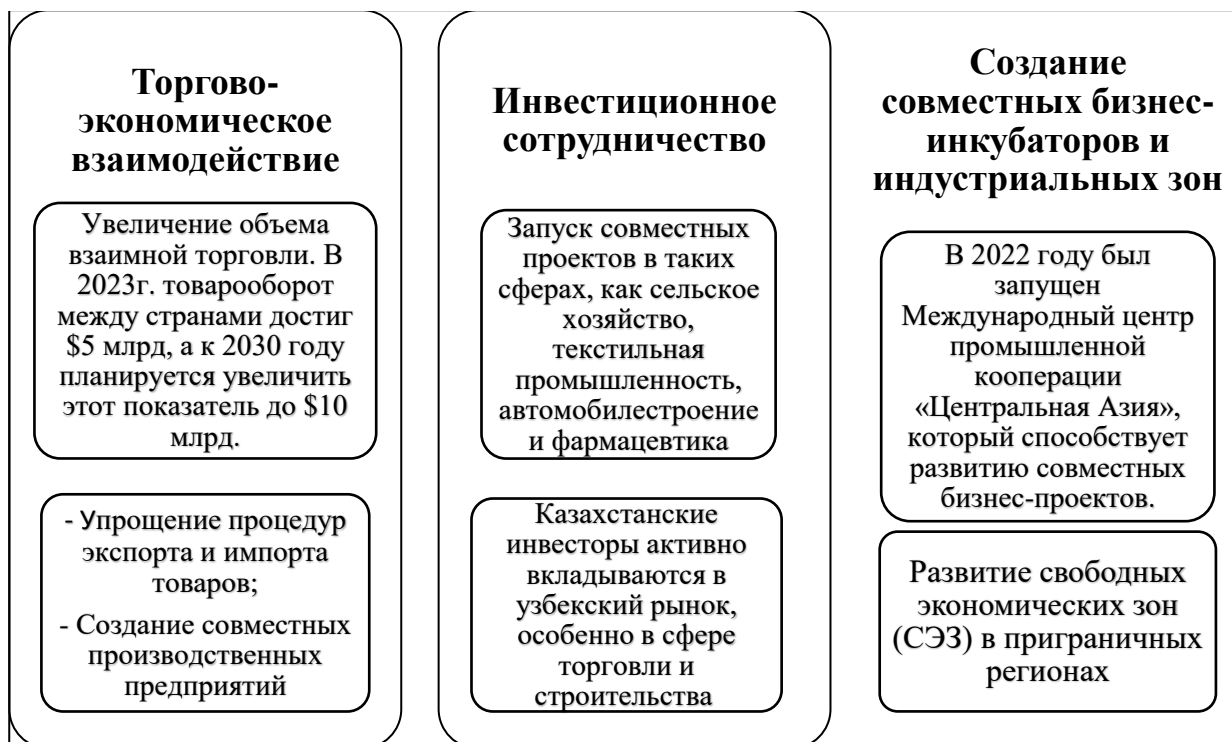 Торгово-
экономическое
взаимодействие
Увеличение объема
взаимной торговли. В
2023г. товарооборот
между странами достиг
$5 млрд, а к 2030 году
планируется увеличить
этот показатель до $10
млрд.
- Упрощение процедур
экспорта и импорта
товаров;
- Создание совместных
производственных
предприятий
Инвестиционное
сотрудничество
Запуск совместных
проектов в таких
сферах, как сельское
хозяйство,
текстильная
промышленность,
автомобилестроение
и фармацевтика
Казахстанские
инвесторы активно
вкладываются в
узбекский рынок,
особенно в сфере
торговли и
строительства
Создание
совместных бизнес-
инкубаторов и
индустриальных зон
В 2022 году был
запущен
Международный центр
промышленной
кооперации
«Центральная Азия»,
который способствует
развитию совместных
бизнес-проектов.
Развитие свободных
экономических зон
(СЭЗ) в приграничных
регионах